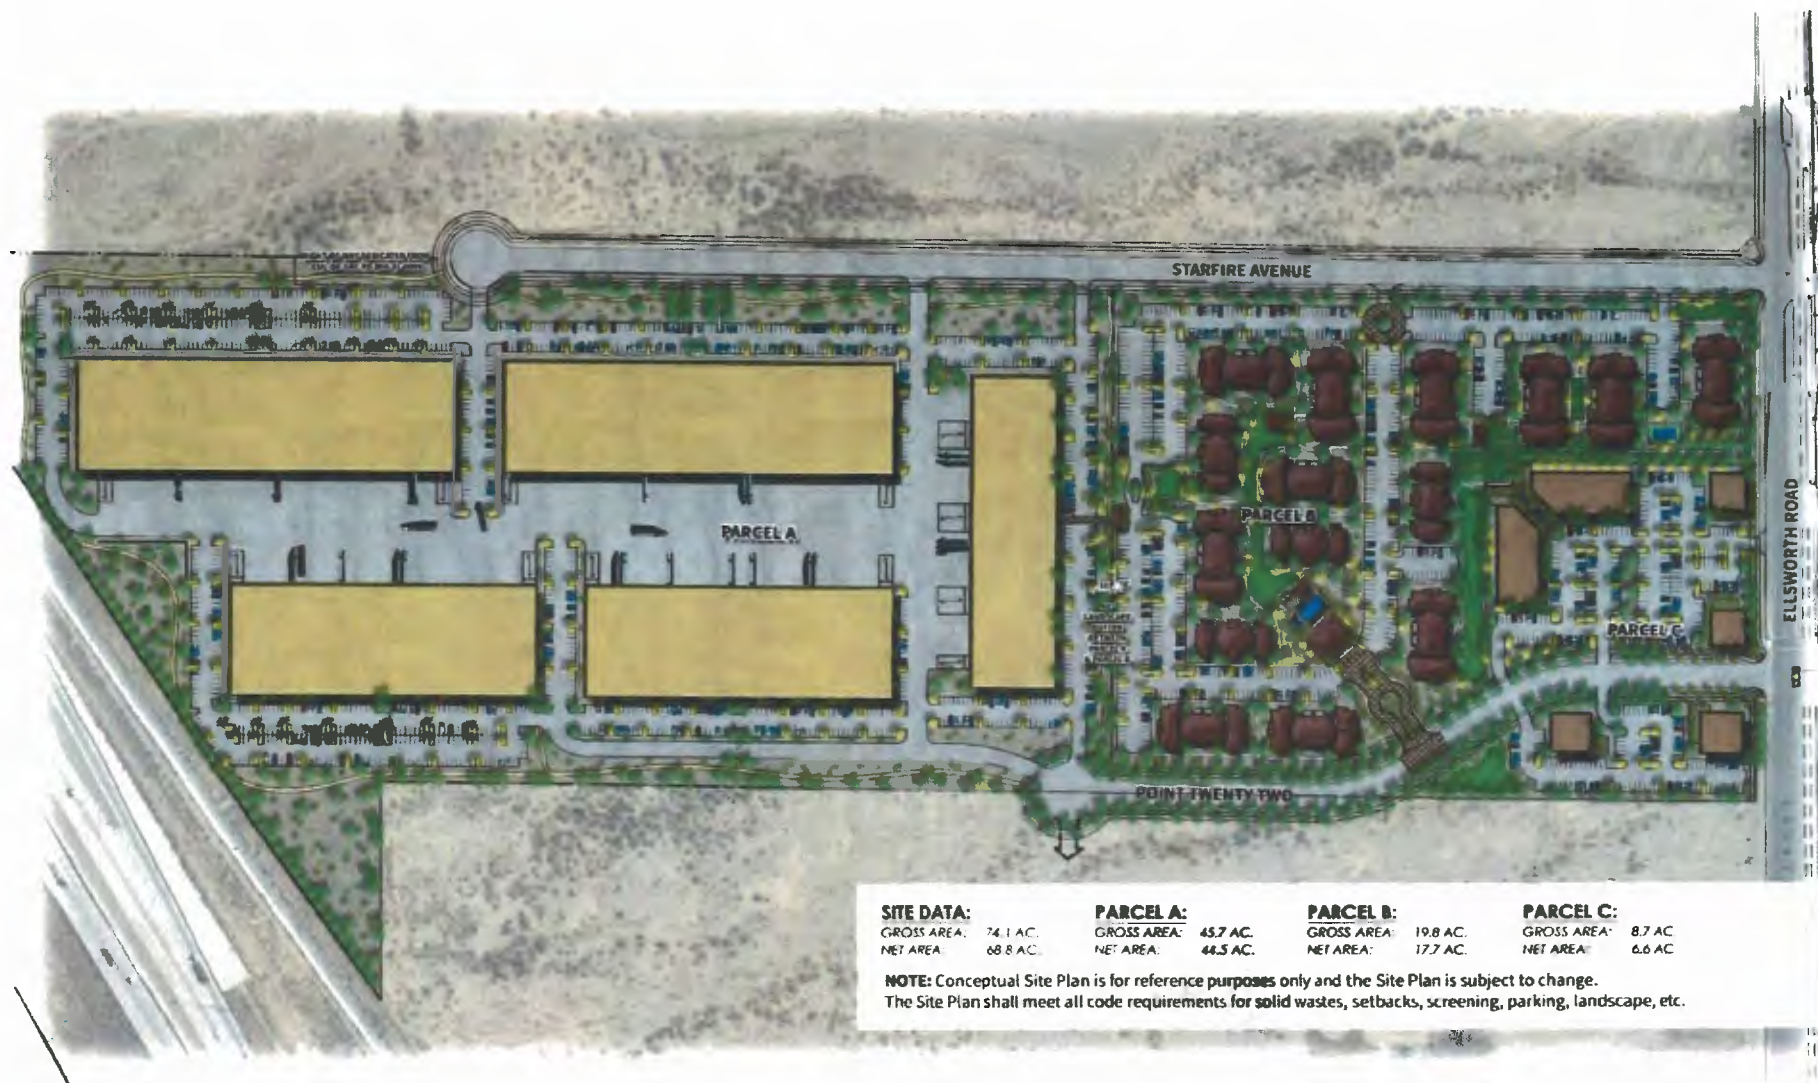 STARFIRE AVENUE
PARCEL A
PARCEL B
ELLSWORTH ROAD
PARCEL C
LANDSCAPE
POINT TWENTY TWO
SITE DATA:
GROSS AREA: 74.1 AC.
NET AREA: 68.8 AC.
PARCEL A:
GROSS AREA: 45.7 AC.
NET AREA: 44.5 AC.
PARCEL B:
GROSS AREA: 19.8 AC.
NET AREA: 17.7 AC.
PARCEL C:
GROSS AREA: 8.7 AC
NET AREA: 6.6 AC
NOTE: Conceptual Site Plan is for reference purposes only and the Site Plan is subject to change.
The Site Plan shall meet all code requirements for solid wastes, setbacks, screening, parking, landscape, etc.